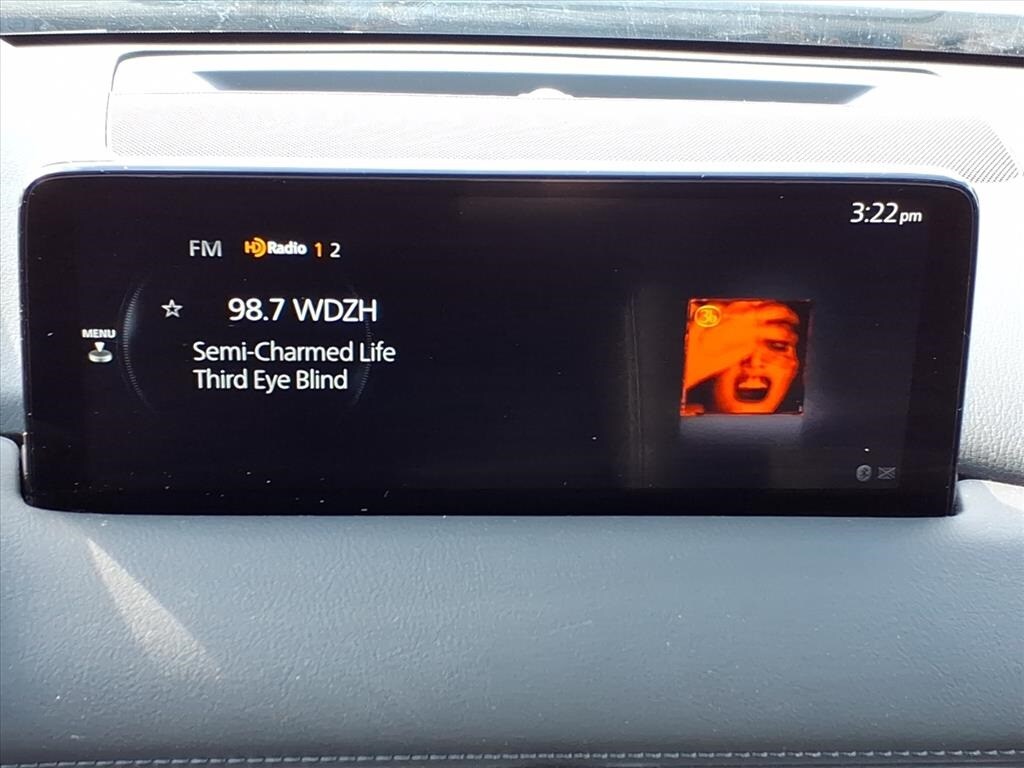 3:22pm
FM HD Radio 1 2
98.7 WDZH
MENU
Semi-Charmed Life
Third Eye Blind